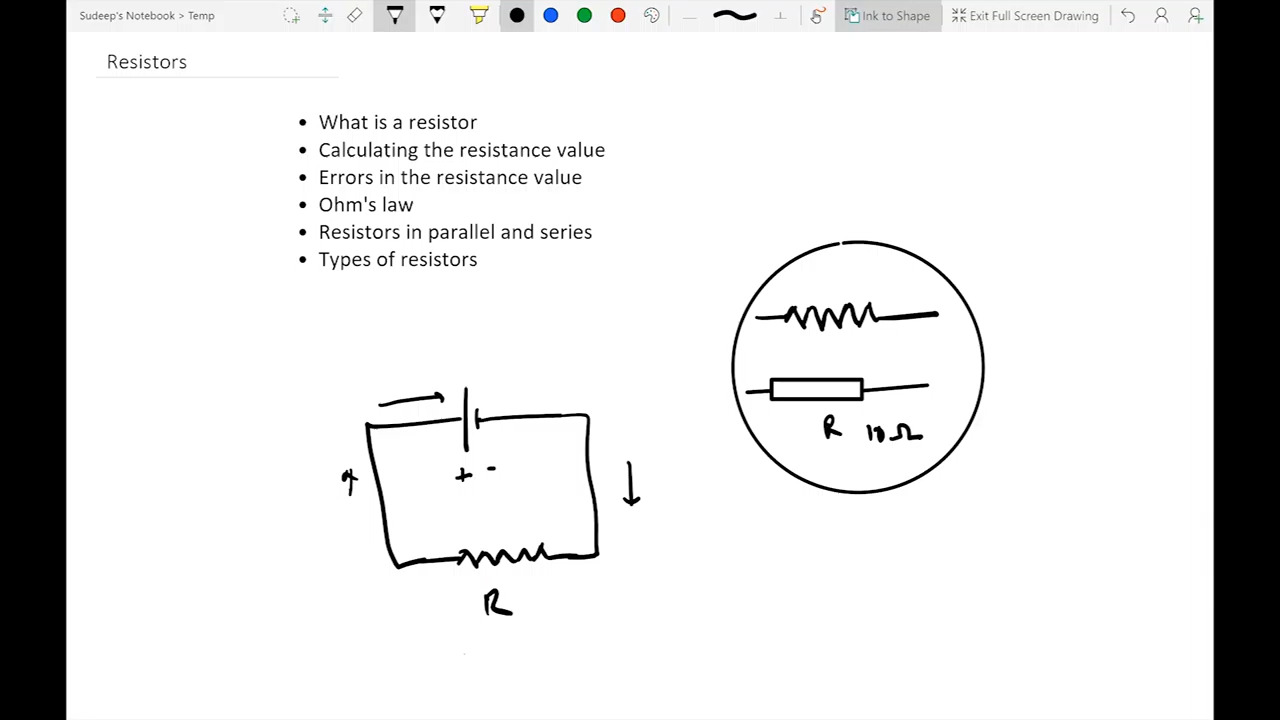 Sudeep's Notebook > Temp
Ink to Shape
Exit Full Screen Drawing
Resistors
• What is a resistor
• Calculating the resistance value
• Errors in the resistance value
• Ohm's law
• Resistors in parallel and series
• Types of resistors
R 10Ω
+ -
R